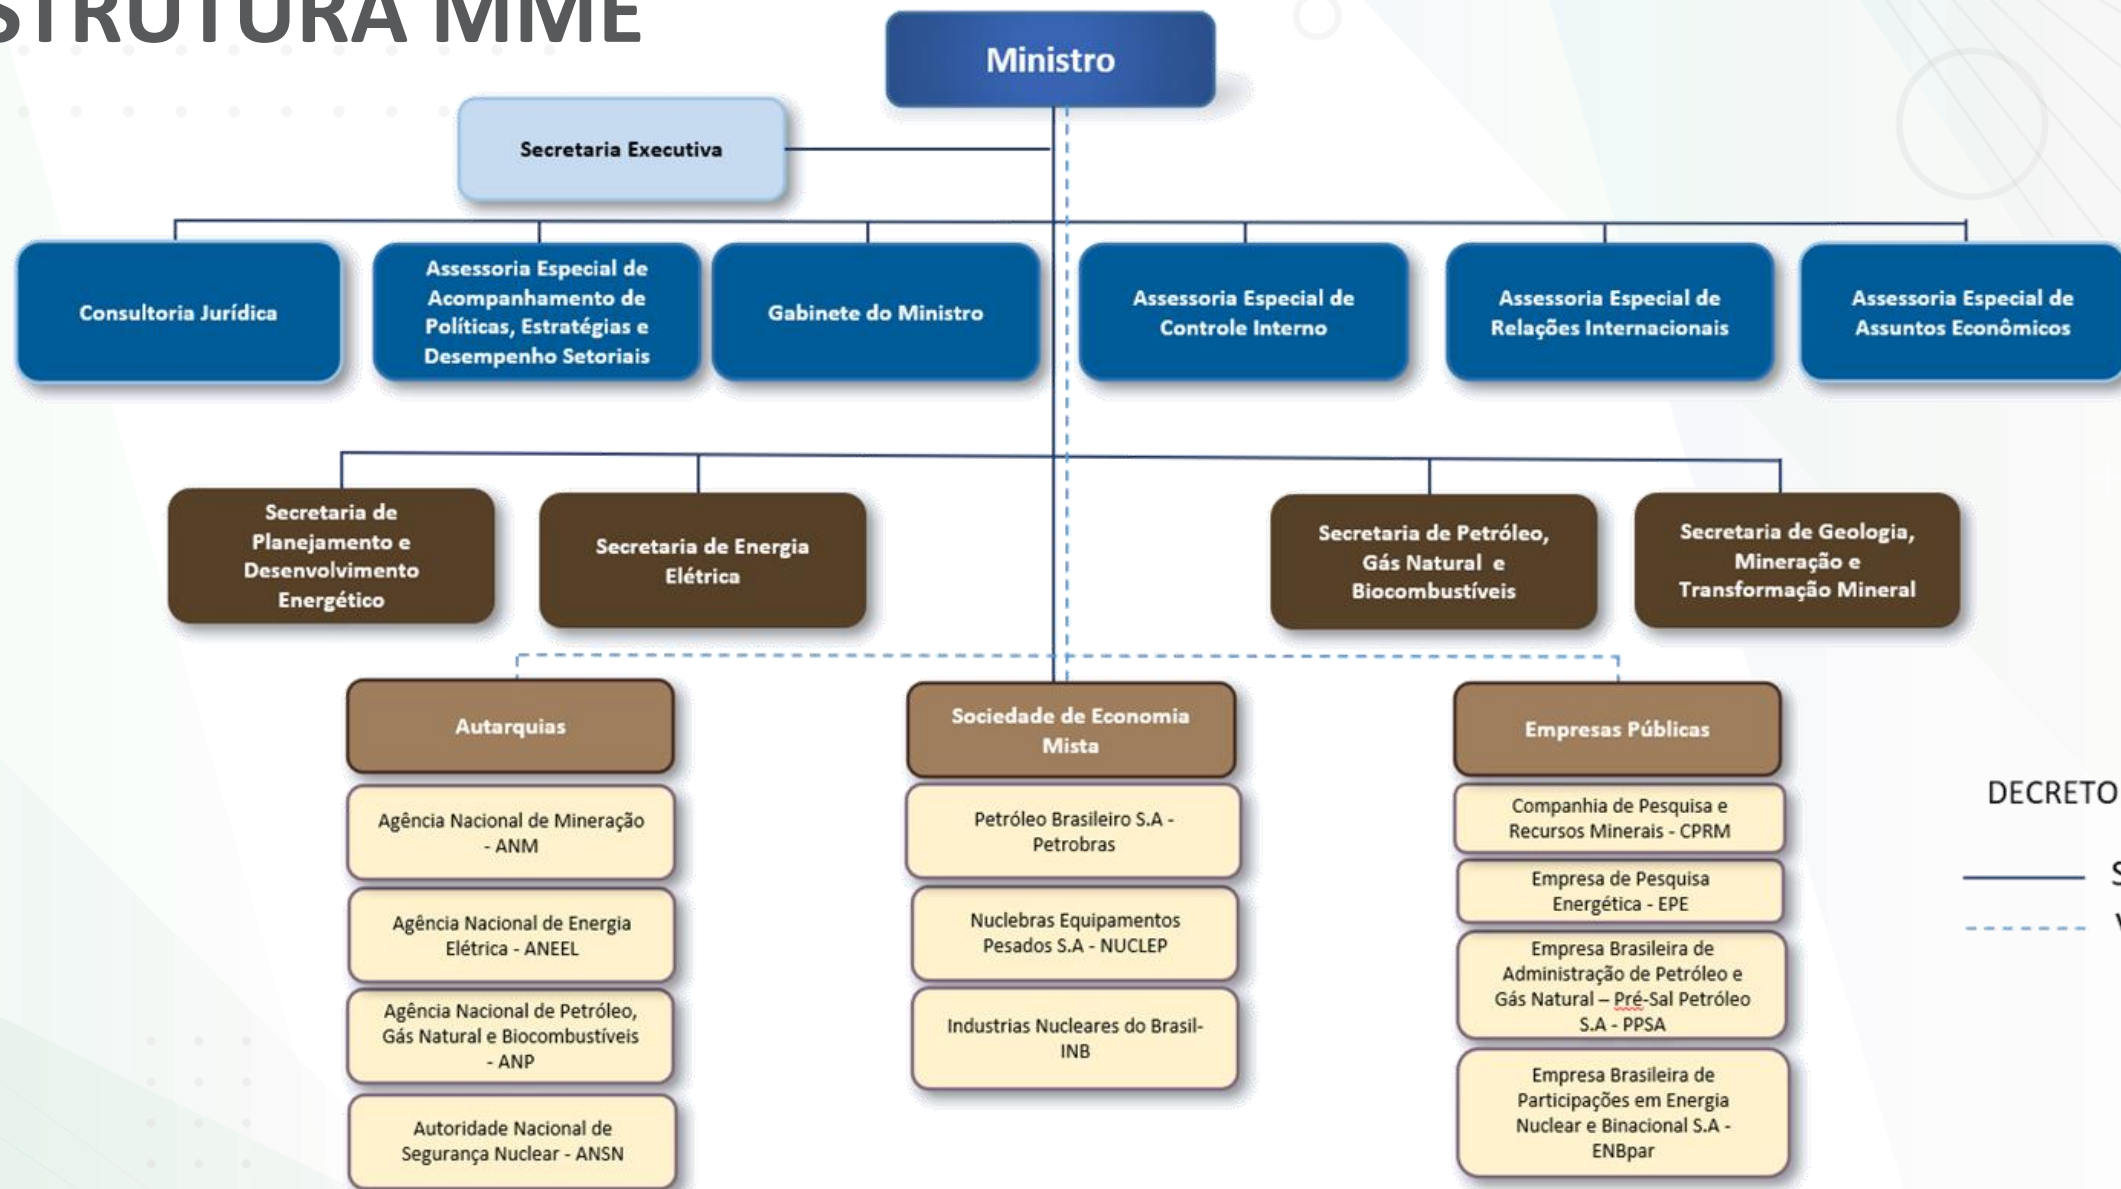 STRUTURA MME
Ministro
Secretaria Executiva
Consultoria Jurídica
Assessoria Especial de
Acompanhamento de
Políticas, Estratégias e
Desempenho Setoriais
Gabinete do Ministro
Assessoria Especial de
Controle Interno
Assessoria Especial de
Relações Internacionais
Assessoria Especial de
Assuntos Econômicos
Secretaria de
Planejamento e
Desenvolvimento
Energético
Secretaria de Energia
Elétrica
Secretaria de Petróleo,
Gás Natural e
Biocombustíveis
Secretaria de Geologia,
Mineração e
Transformação Mineral
Autarquias
Agência Nacional de Mineração
- ANM
Agência Nacional de Energia
Elétrica - ANEEL
Agência Nacional de Petróleo,
Gás Natural e Biocombustíveis
- ANP
Autoridade Nacional de
Segurança Nuclear - ANSN
Sociedade de Economia
Mista
Petróleo Brasileiro S.A -
Petrobras
Nuclebras Equipamentos
Pesados S.A - NUCLEP
Industrias Nucleares do Brasil-
INB
Empresas Públicas
Companhia de Pesquisa e
Recursos Minerais - CPRM
Empresa de Pesquisa
Energética - EPE
Empresa Brasileira de
Administração de Petróleo e
Gás Natural – Pré-Sal Petróleo
S.A - PPSA
Empresa Brasileira de
Participações em Energia
Nuclear e Binacional S.A -
ENBpar
DECRETO